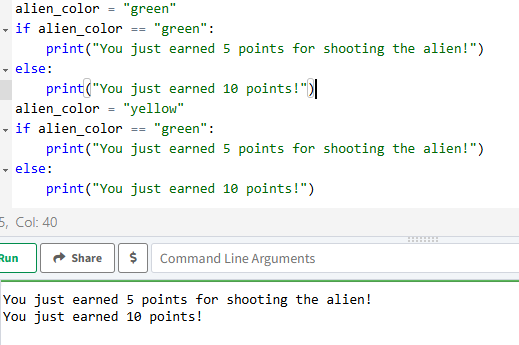 alien_color = "green"
if alien_color == "green":
    print("You just earned 5 points for shooting the alien!")
else:
    print("You just earned 10 points!")
alien_color = "yellow"
if alien_color == "green":
    print("You just earned 5 points for shooting the alien!")
else:
    print("You just earned 10 points!")
5, Col: 40
Run Share $ Command Line Arguments
You just earned 5 points for shooting the alien!
You just earned 10 points!